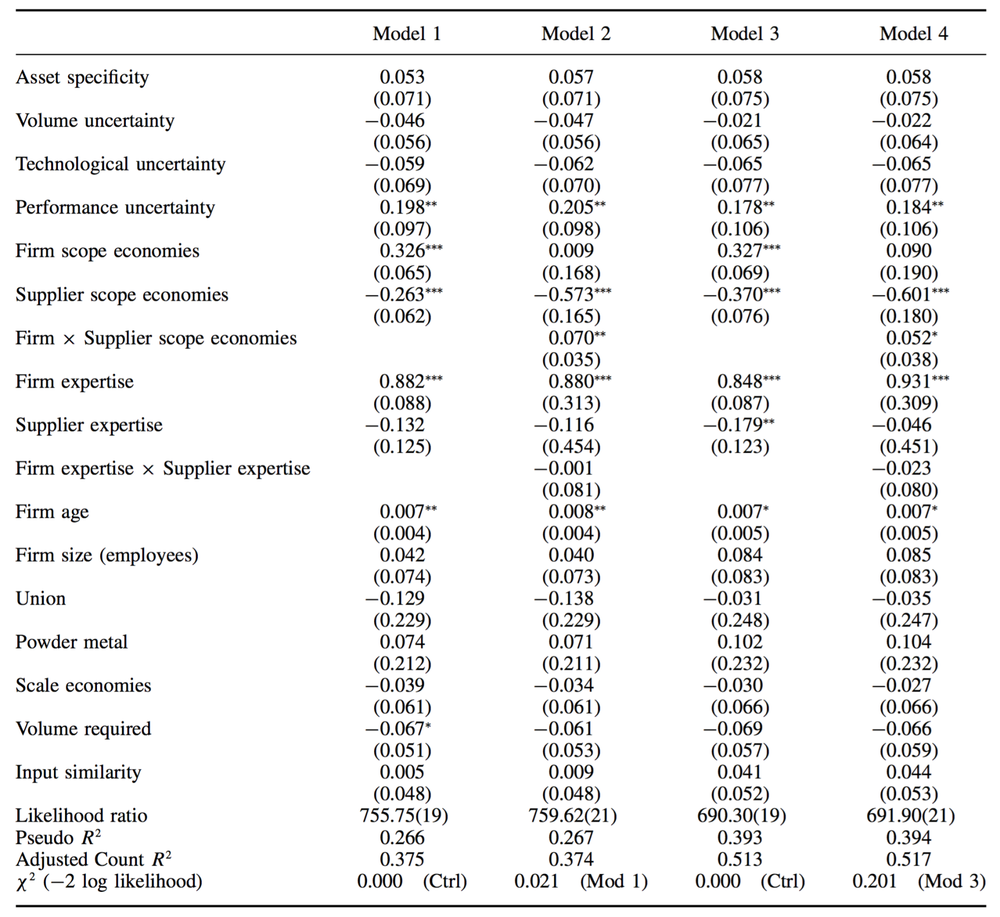 Model 1 Model 2 Model 3 Model 4
Asset specificity 0.053 0.057 0.058 0.058
(0.071) (0.071) (0.075) (0.075)
Volume uncertainty −0.046 −0.047 −0.021 −0.022
(0.056) (0.056) (0.065) (0.064)
Technological uncertainty −0.059 −0.062 −0.065 −0.065
(0.069) (0.070) (0.077) (0.077)
Performance uncertainty 0.198** 0.205** 0.178** 0.184**
(0.097) (0.098) (0.106) (0.106)
Firm scope economies 0.326*** 0.009 0.327*** 0.090
(0.065) (0.168) (0.069) (0.190)
Supplier scope economies −0.263*** −0.573*** −0.370*** −0.601***
(0.062) (0.165) (0.076) (0.180)
Firm × Supplier scope economies 0.070** 0.052*
(0.035) (0.038)
Firm expertise 0.882*** 0.880*** 0.848*** 0.931***
(0.088) (0.313) (0.087) (0.309)
Supplier expertise −0.132 −0.116 −0.179** −0.046
(0.125) (0.454) (0.123) (0.451)
Firm expertise × Supplier expertise −0.001 −0.023
(0.081) (0.080)
Firm age 0.007** 0.008** 0.007* 0.007*
(0.004) (0.004) (0.005) (0.005)
Firm size (employees) 0.042 0.040 0.084 0.085
(0.074) (0.073) (0.083) (0.083)
Union −0.129 −0.138 −0.031 −0.035
(0.229) (0.229) (0.248) (0.247)
Powder metal 0.074 0.071 0.102 0.104
(0.212) (0.211) (0.232) (0.232)
Scale economies −0.039 −0.034 −0.030 −0.027
(0.061) (0.061) (0.066) (0.066)
Volume required −0.067* −0.061 −0.069 −0.066
(0.051) (0.053) (0.057) (0.059)
Input similarity 0.005 0.009 0.041 0.044
(0.048) (0.048) (0.052) (0.053)
Likelihood ratio 755.75(19) 759.62(21) 690.30(19) 691.90(21)
Pseudo R² 0.266 0.267 0.393 0.394
Adjusted Count R² 0.375 0.374 0.513 0.517
χ² (−2 log likelihood) 0.000 (Ctrl) 0.021 (Mod 1) 0.000 (Ctrl) 0.201 (Mod 3)